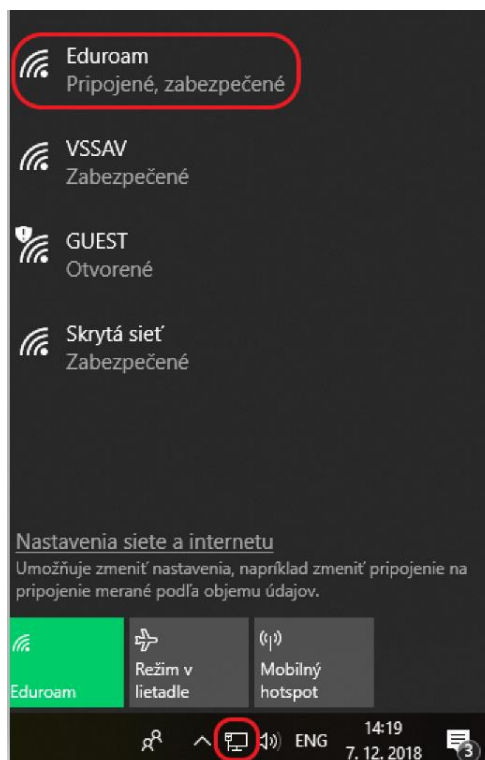 Eduroam
Pripojené, zabezpečené
VSSAV
Zabezpečené
GUEST
Otvorené
Skrytá sieť
Zabezpečené
Nastavenia siete a internetu
Umožňuje zmeniť nastavenia, napríklad zmeniť pripojenie na
pripojenie merané podľa objemu údajov.
Eduroam
Režim v
lietadle
Mobilný
hotspot
ENG
14:19
7. 12. 2018
3